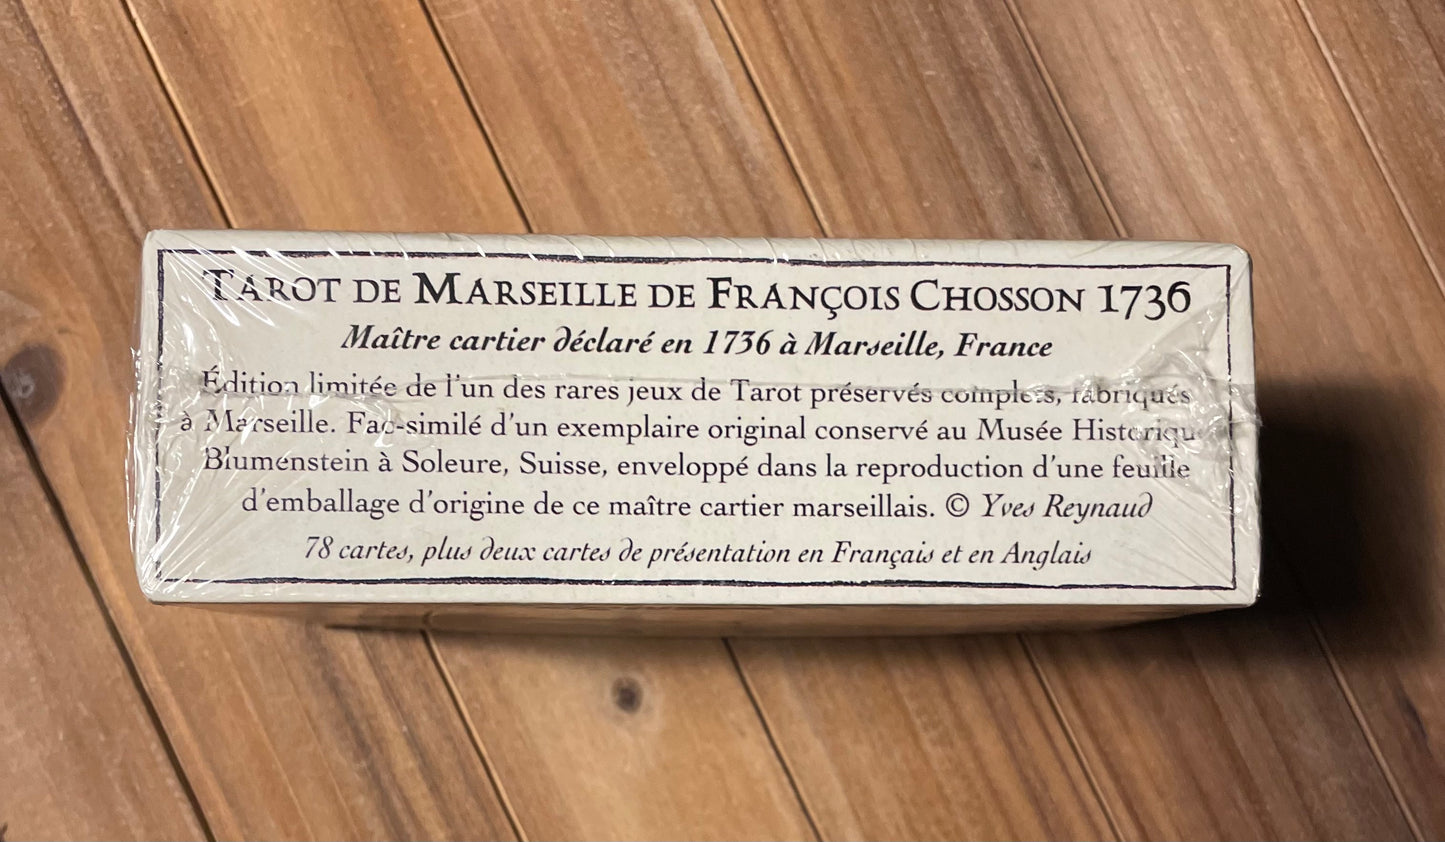 TAROT DE MARSEILLE DE FRANÇOIS CHOSSON 1736
Maître cartier déclaré en 1736 à Marseille, France
Édition limitée de l'un des rares jeux de Tarot préservés complets, fabriqués
à Marseille. Fac-similé d'un exemplaire original conservé au Musée Historique
Blumenstein à Soleure, Suisse, enveloppé dans la reproduction d'une feuille
d'emballage d'origine de ce maître cartier marseillais. © Yves Reynaud
78 cartes, plus deux cartes de présentation en Français et en Anglais